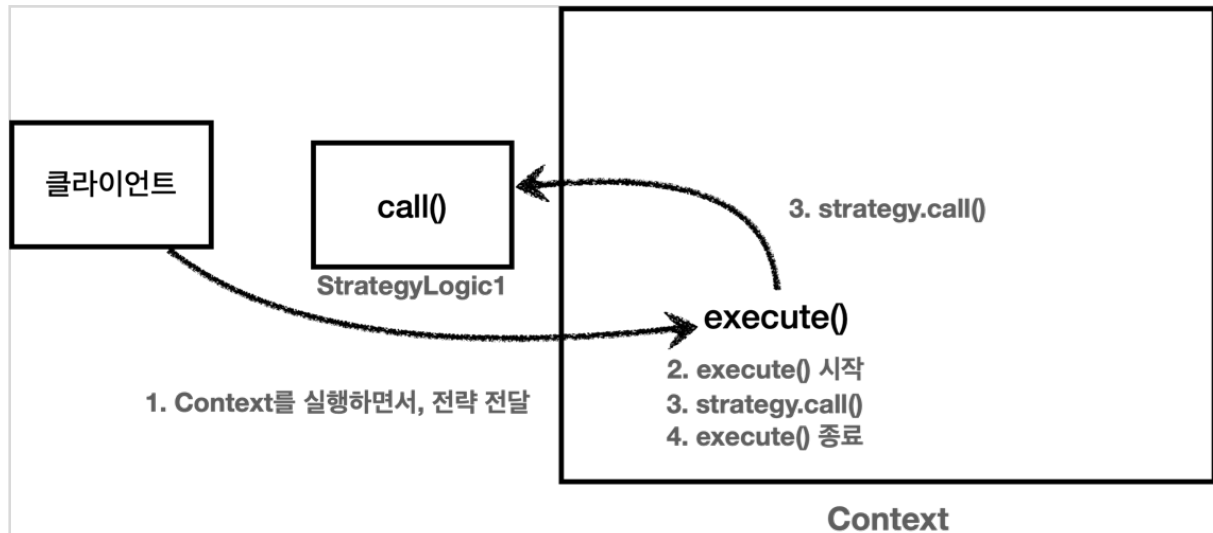 클라이언트
call()
StrategyLogic1
3. strategy.call()
execute()
2. execute() 시작
3. strategy.call()
4. execute() 종료
1. Context를 실행하면서, 전략 전달
Context